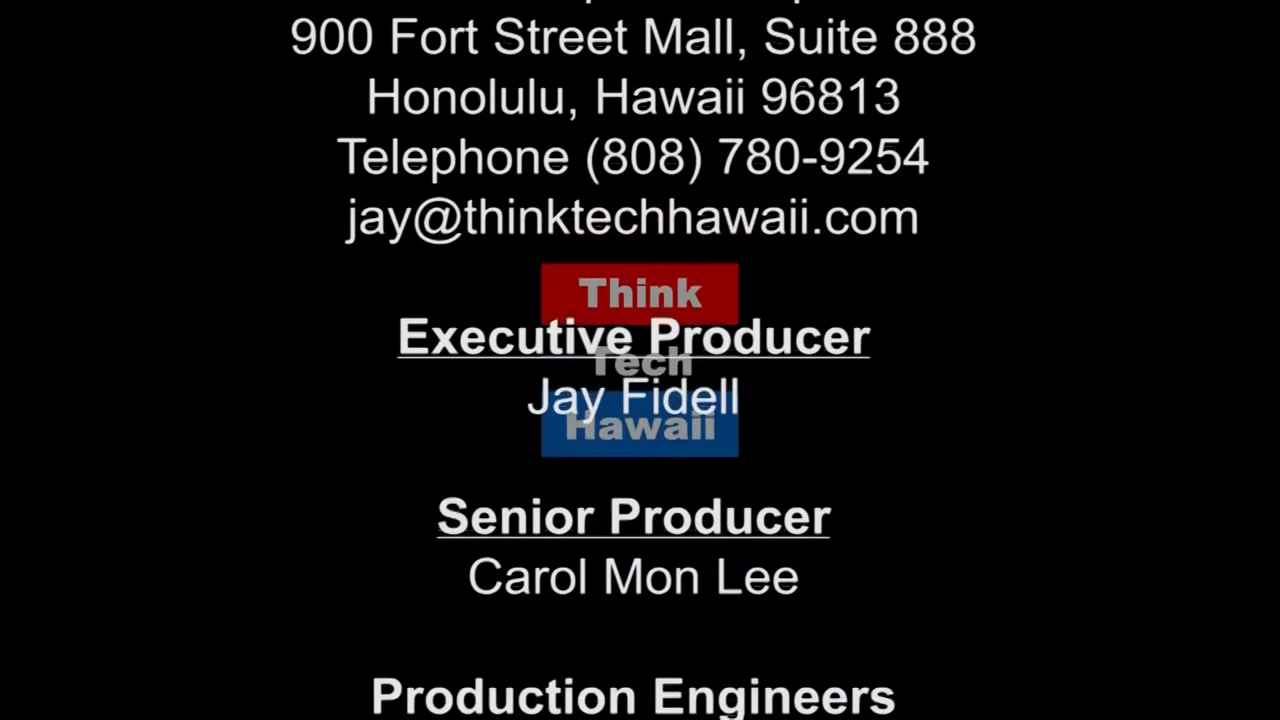 900 Fort Street Mall, Suite 888
Honolulu, Hawaii 96813
Telephone (808) 780-9254
jay@thinktechhawaii.com
Think
Executive Producer
Tech
Jay Fidell
Hawaii
Senior Producer
Carol Mon Lee
Production Engineers